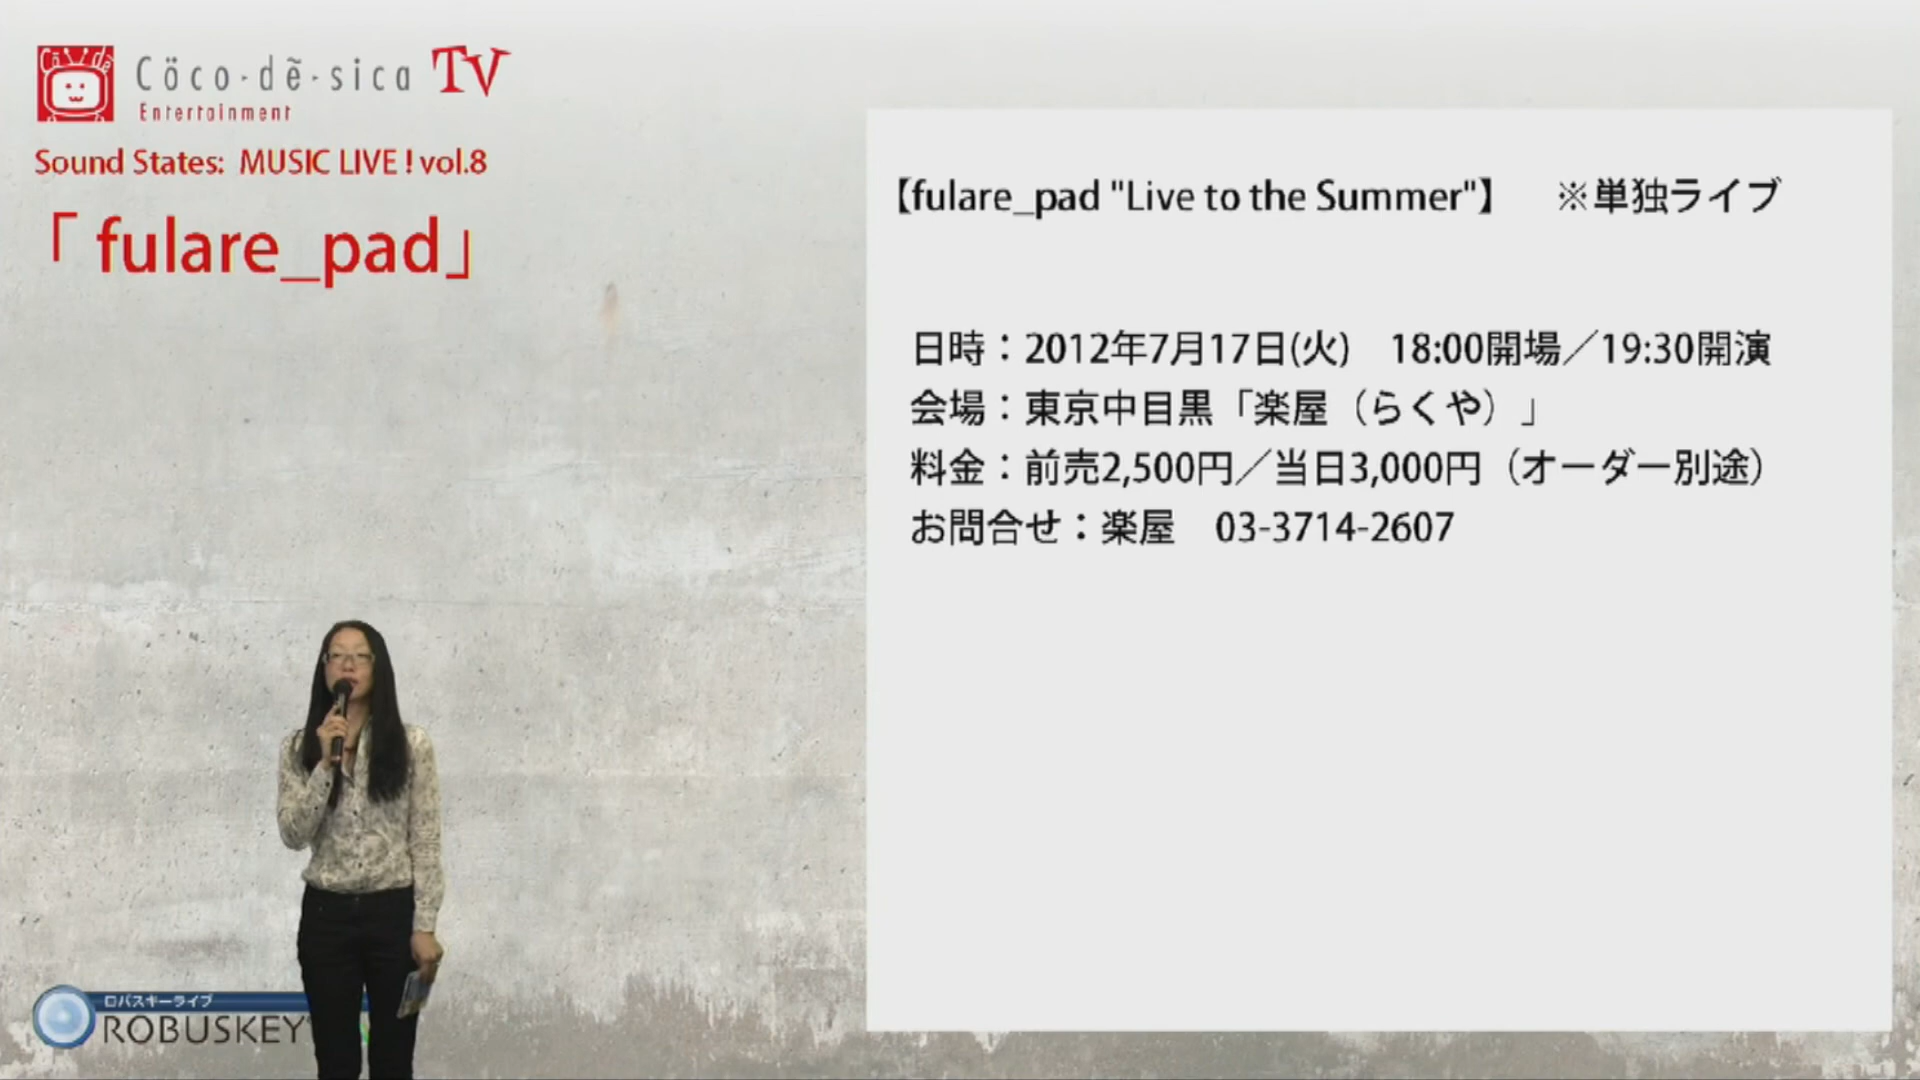 Cö dē
Cöco·dẽ·sica TV
Entertainment
Sound States: MUSIC LIVE! vol.8
「fulare_pad」
【fulare_pad "Live to the Summer"】 ※単独ライブ
日時：2012年7月17日(火) 18:00開場／19:30開演
会場：東京中目黒「楽屋（らくや）」
料金：前売2,500円／当日3,000円（オーダー別途）
お問合せ：楽屋 03-3714-2607
ロバスキーライブ
ROBUSKEY